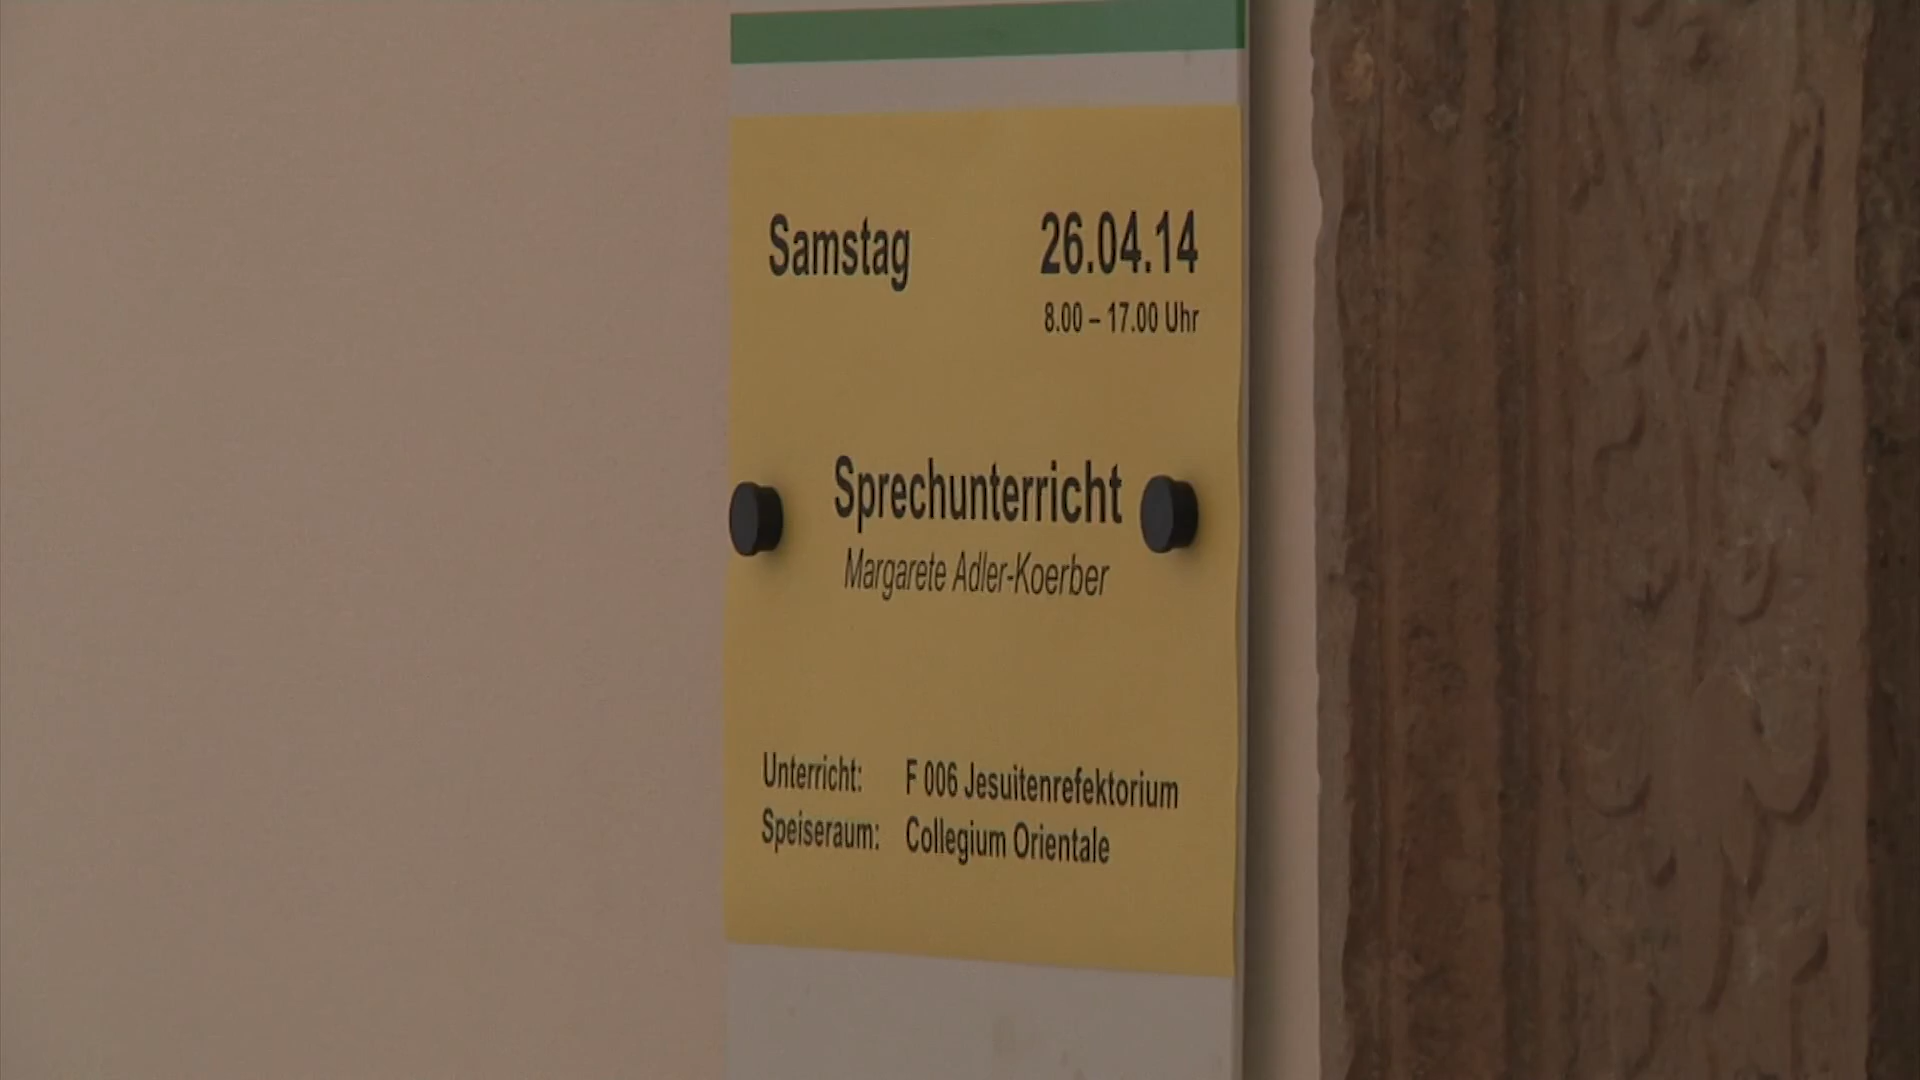 Samstag 26.04.14
8.00 – 17.00 Uhr
Sprechunterricht
Margarete Adler-Koerber
Unterricht: F 006 Jesuitenrefektorium
Speiseraum: Collegium Orientale